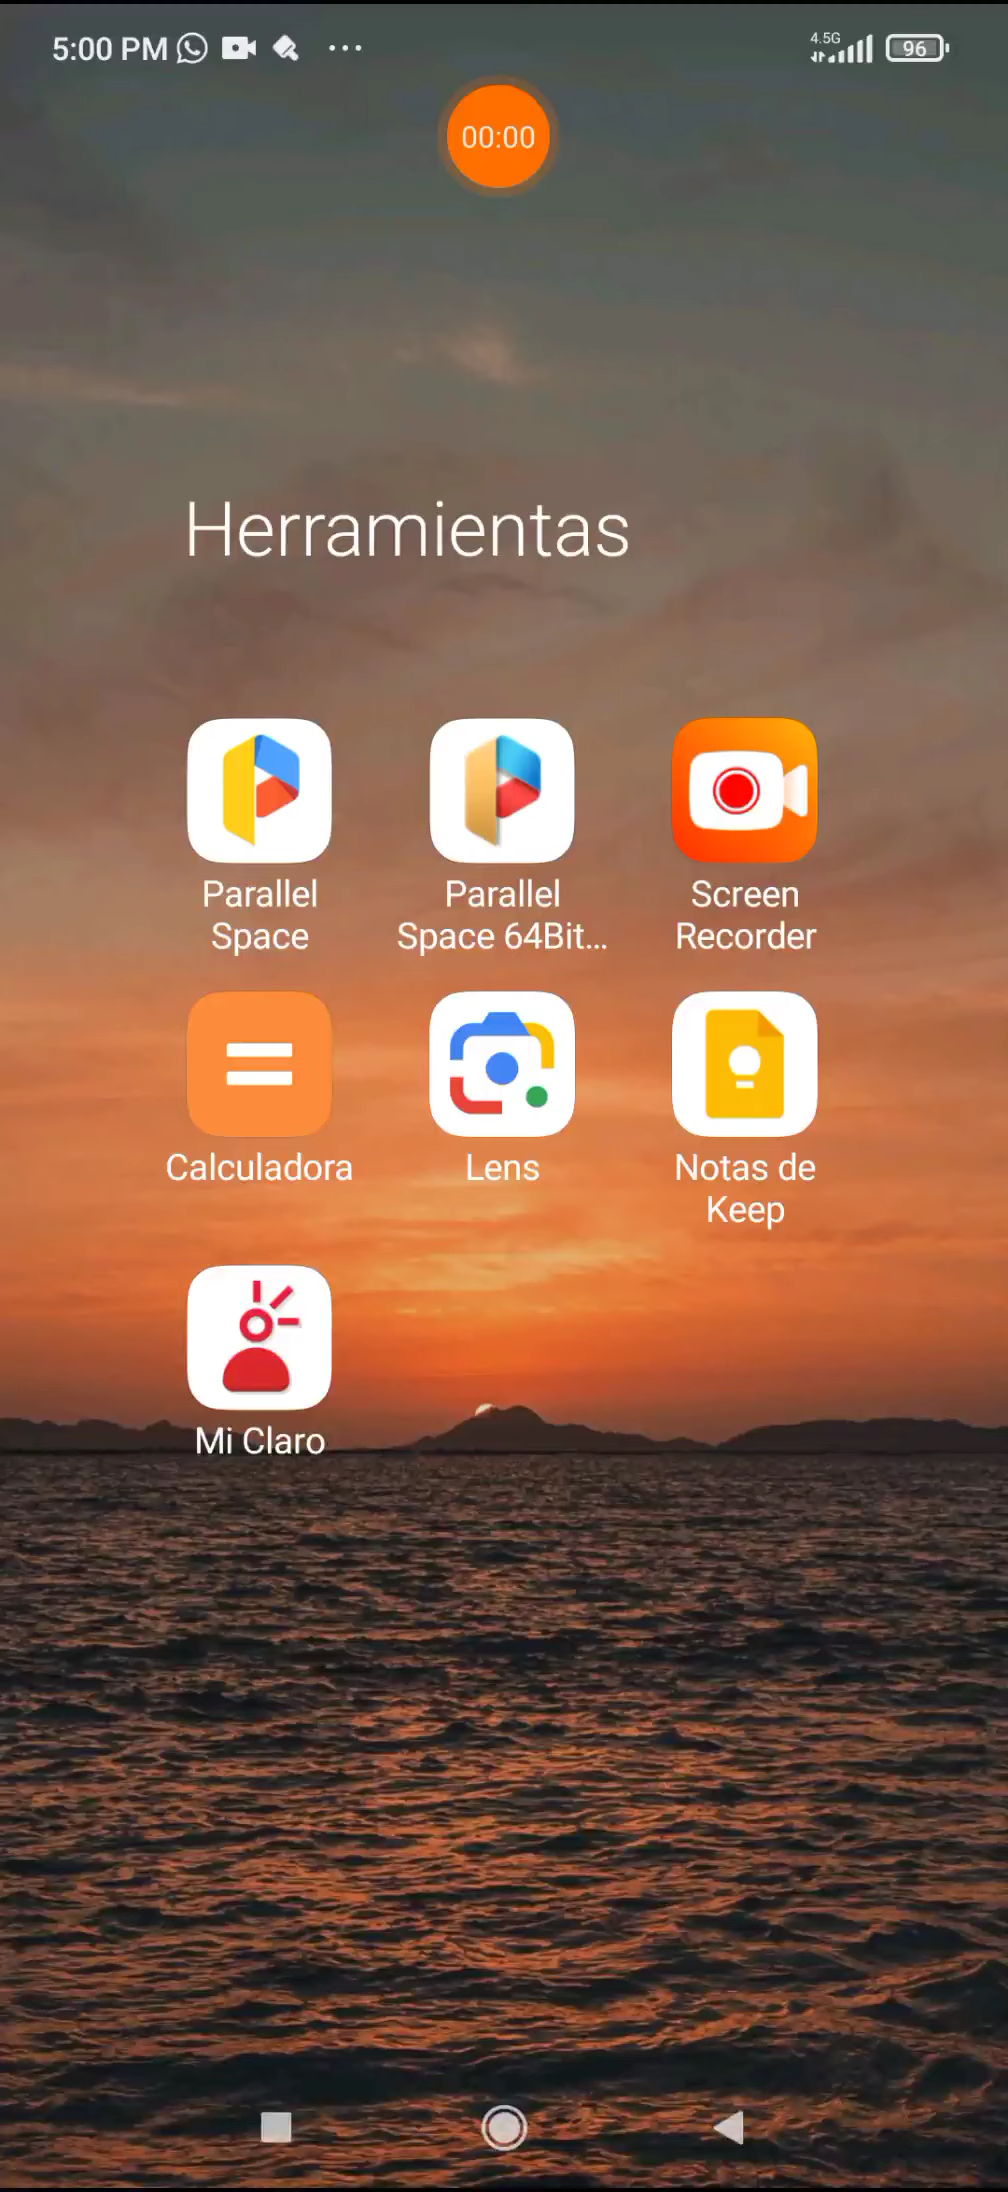 5:00 PM
4.5G
96
00:00
Herramientas
Parallel
Space
Parallel
Space 64Bit...
Screen
Recorder
Calculadora
Lens
Notas de
Keep
Mi Claro